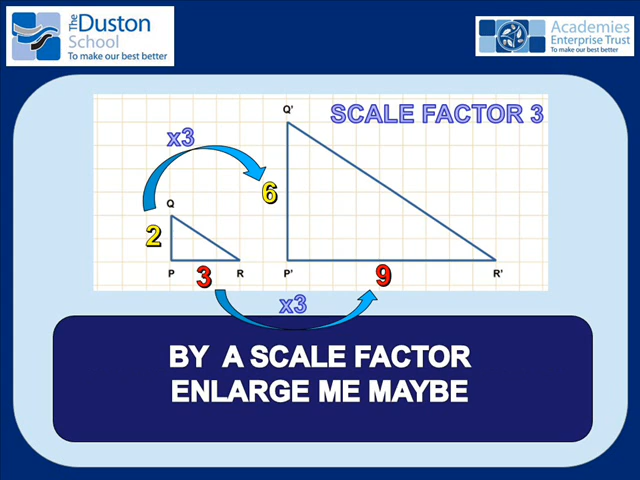 The Duston School
To make our best better
Academies
Enterprise Trust
To make our best better
SCALE FACTOR 3
Q'
x3
6
Q
2
P
3
R
P'
9
R'
x3
BY A SCALE FACTOR
ENLARGE ME MAYBE